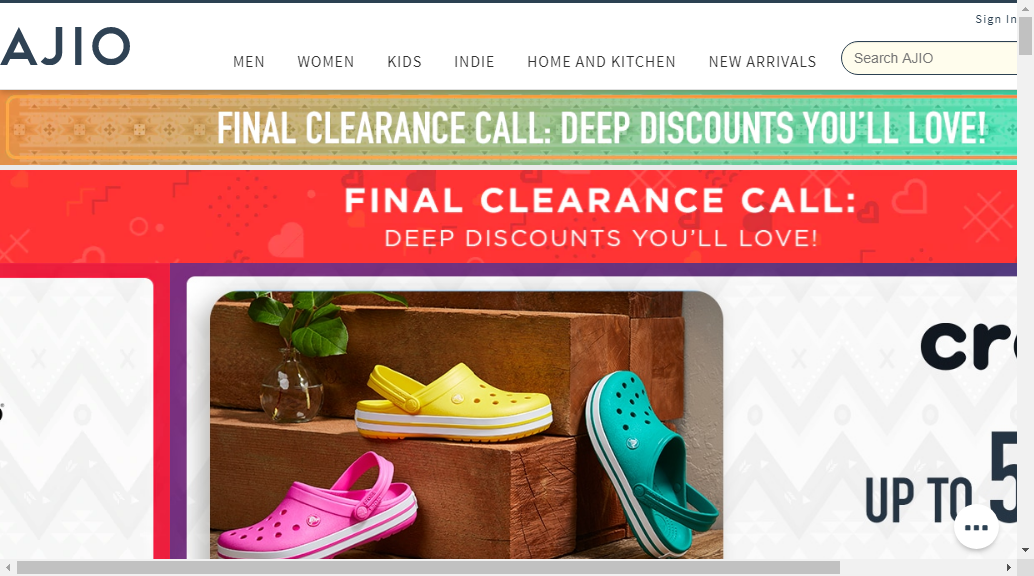 Sign In
AJIO
MEN WOMEN KIDS INDIE HOME AND KITCHEN NEW ARRIVALS
Search AJIO
FINAL CLEARANCE CALL: DEEP DISCOUNTS YOU'LL LOVE!
FINAL CLEARANCE CALL:
DEEP DISCOUNTS YOU'LL LOVE!
UP TO 5